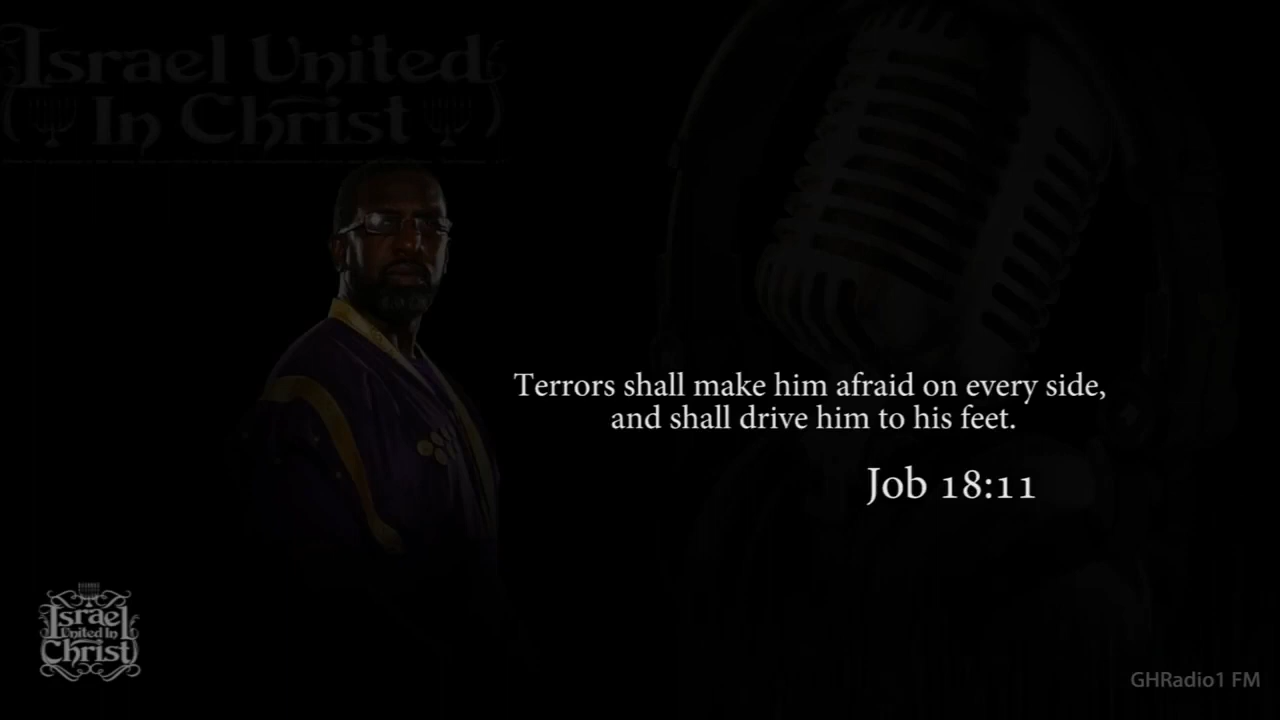 Israel United
In Christ
Terrors shall make him afraid on every side,
and shall drive him to his feet.
Job 18:11
Israel
United In
Christ
GHRadio1 FM